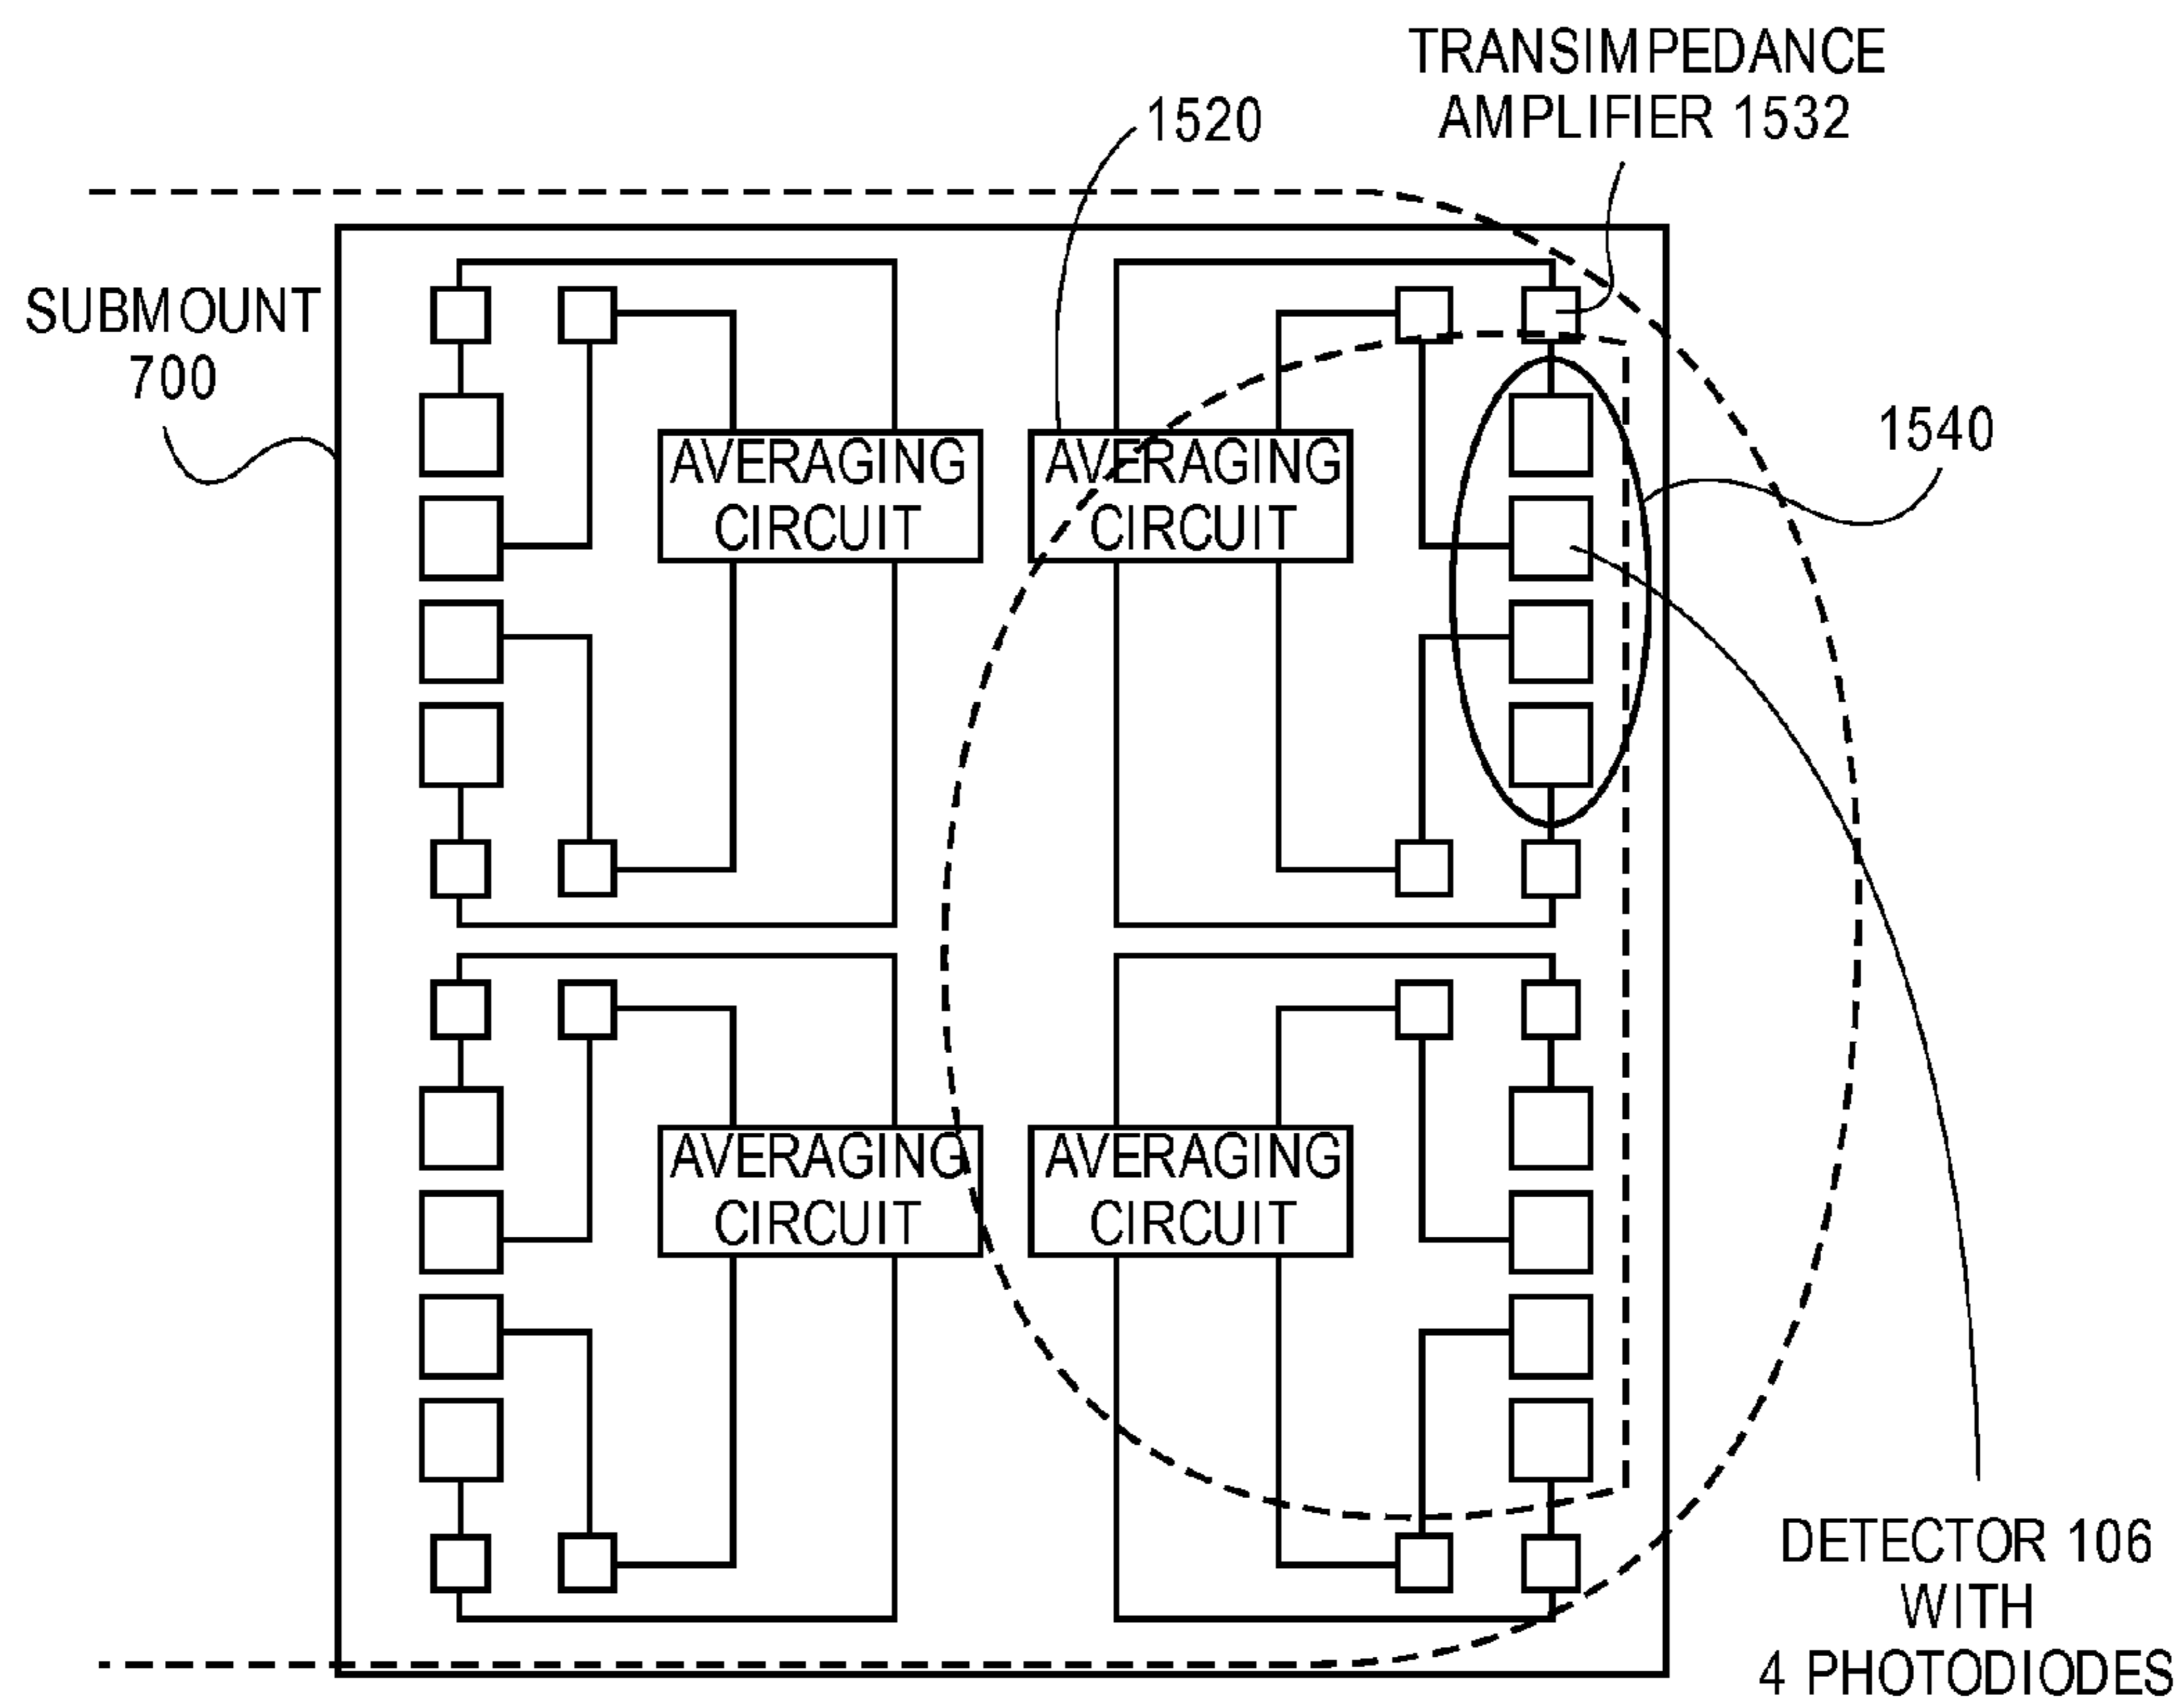 TRANSIMPEDANCE
AMPLIFIER 1532
1520
SUBMOUNT
700
1540
AVERAGING
CIRCUIT
AVERAGING
CIRCUIT
AVERAGING
CIRCUIT
AVERAGING
CIRCUIT
DETECTOR 106
WITH
4 PHOTODIODES